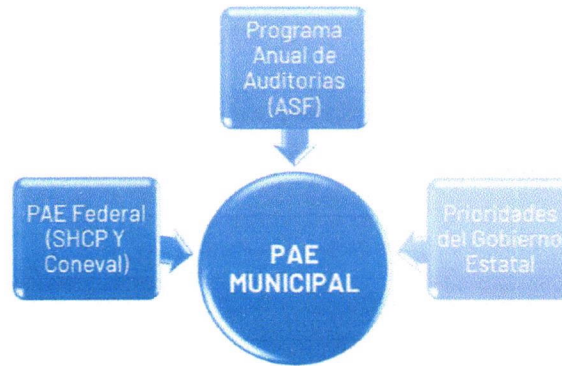 Programa
Anual de
Auditorias
(ASF)
PAE Federal
(SHCP Y
Coneval)
PAE
MUNICIPAL
Prioridades
del Gobierno
Estatal